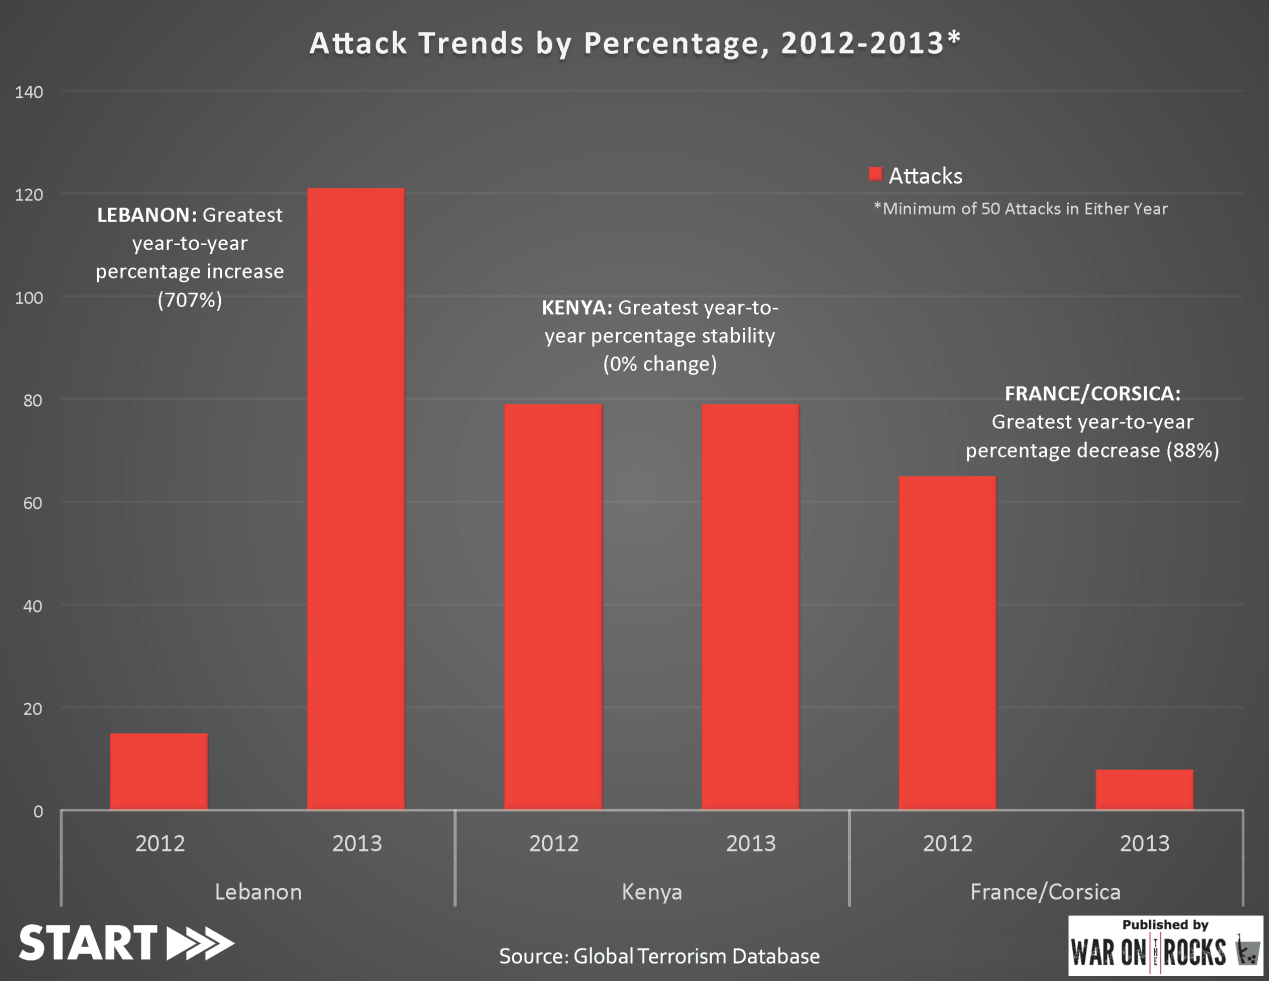 Attack Trends by Percentage, 2012-2013*
140
120
100
80
60
40
20
0
LEBANON: Greatest
year-to-year
percentage increase
(707%)
KENYA: Greatest year-to-
year percentage stability
(0% change)
Attacks
*Minimum of 50 Attacks in Either Year
FRANCE/CORSICA:
Greatest year-to-year
percentage decrease (88%)
2012
2013
2012
2013
2012
2013
Lebanon
Kenya
France/Corsica
START
Source: Global Terrorism Database
Published by
WAR ON THE ROCKS